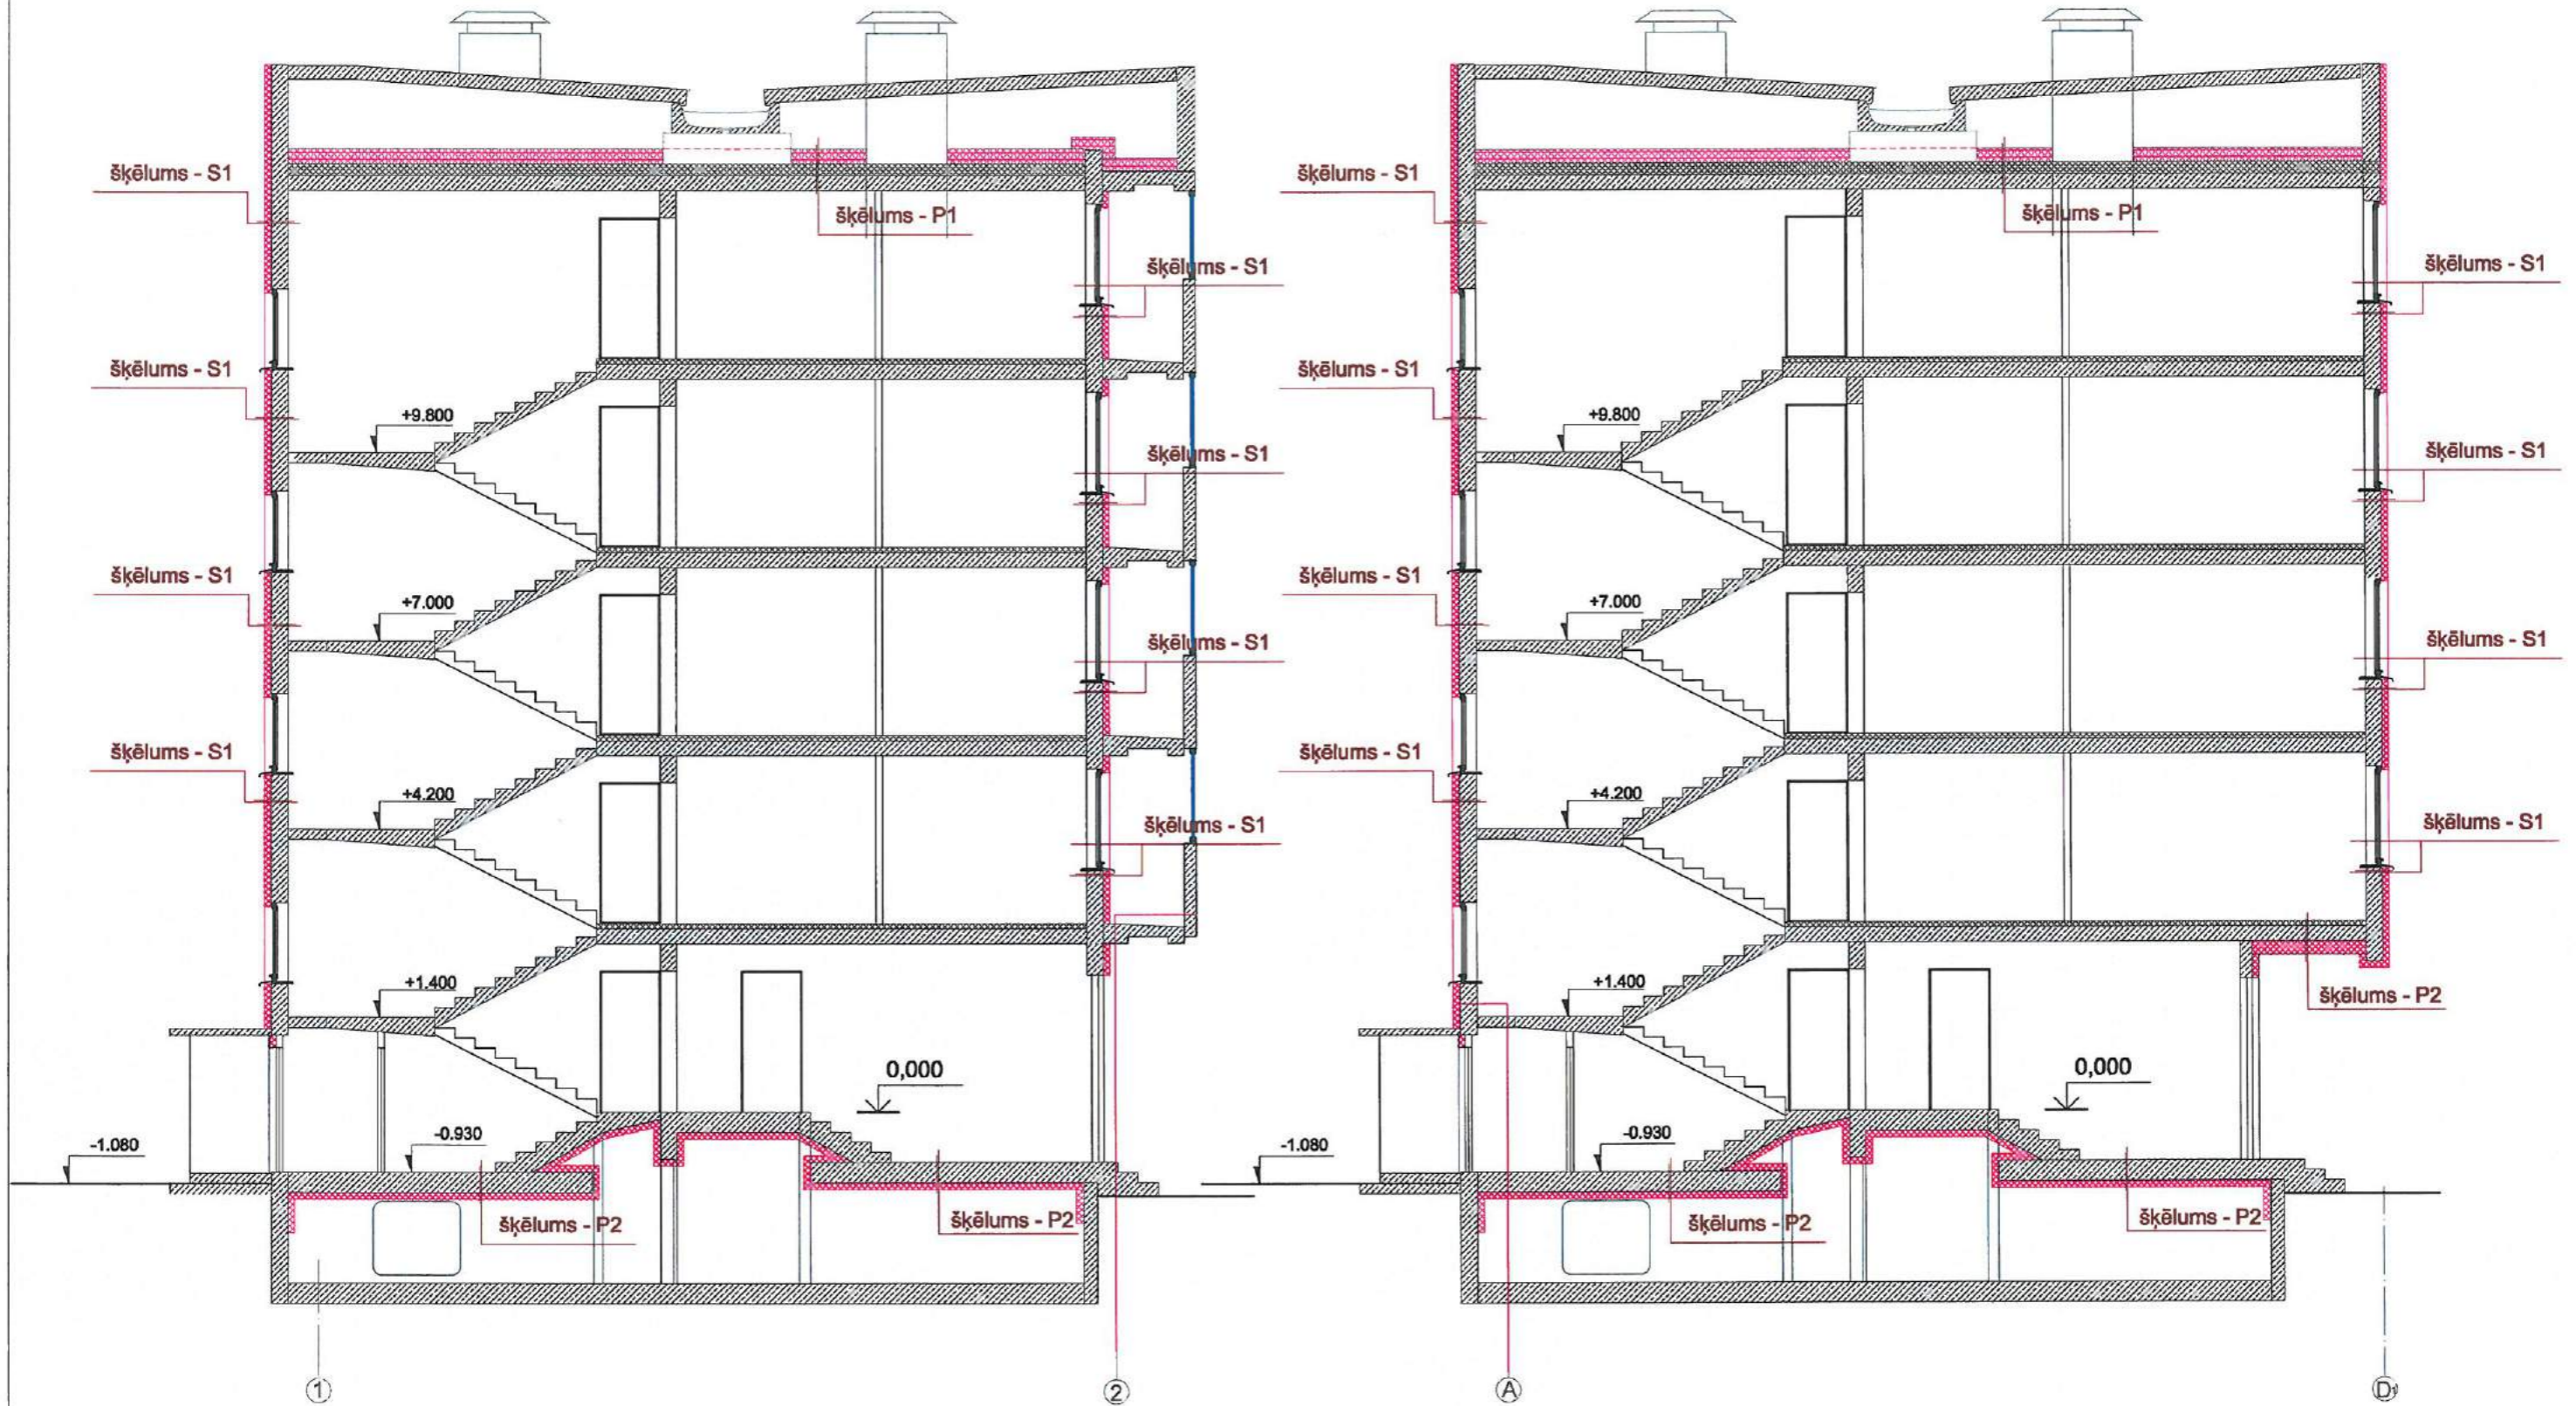 šķēlums - S1
šķēlums - P1
šķēlums - S1
šķēlums - S1
+9.800
šķēlums - S1
šķēlums - S1
+7.000
šķēlums - S1
šķēlums - S1
+4.200
šķēlums - S1
+1.400
0,000
-0.930
-1.080
šķēlums - P2
šķēlums - P2
1
2
šķēlums - S1
šķēlums - P1
šķēlums - S1
šķēlums - S1
+9.800
šķēlums - S1
šķēlums - S1
+7.000
šķēlums - S1
šķēlums - S1
+4.200
šķēlums - S1
+1.400
šķēlums - P2
0,000
-0.930
-1.080
šķēlums - P2
šķēlums - P2
A
D1